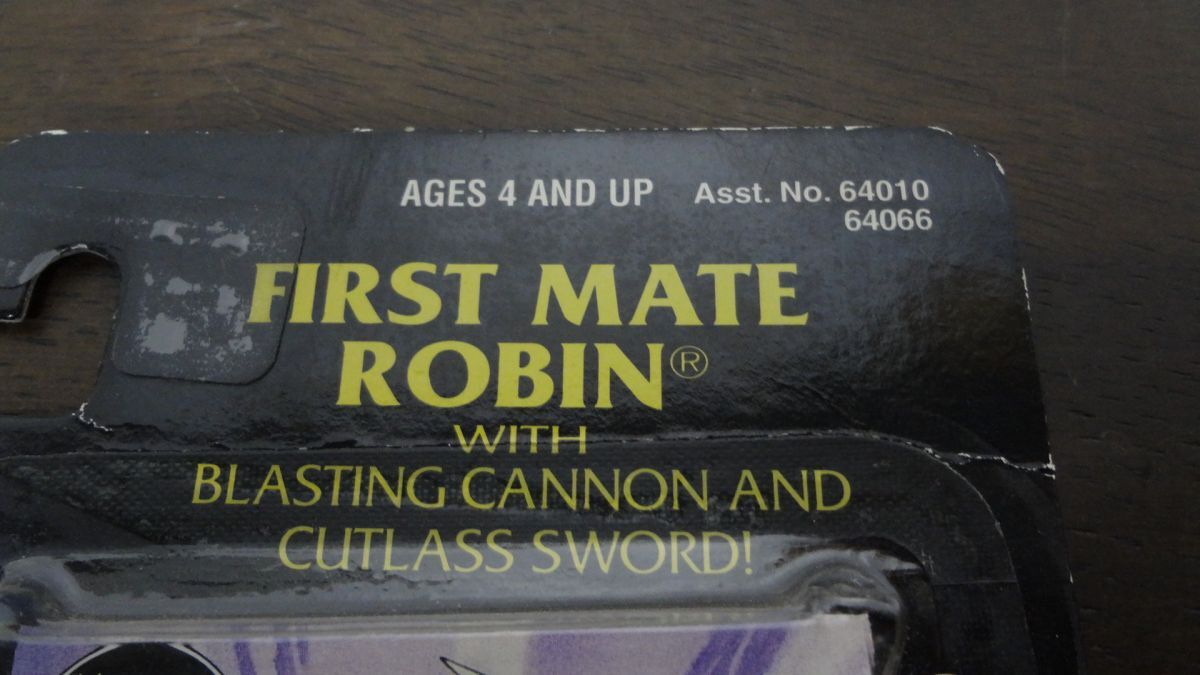 AGES 4 AND UP Asst. No. 64010
64066
FIRST MATE
ROBIN®
WITH
BLASTING CANNON AND
CUTLASS SWORD!